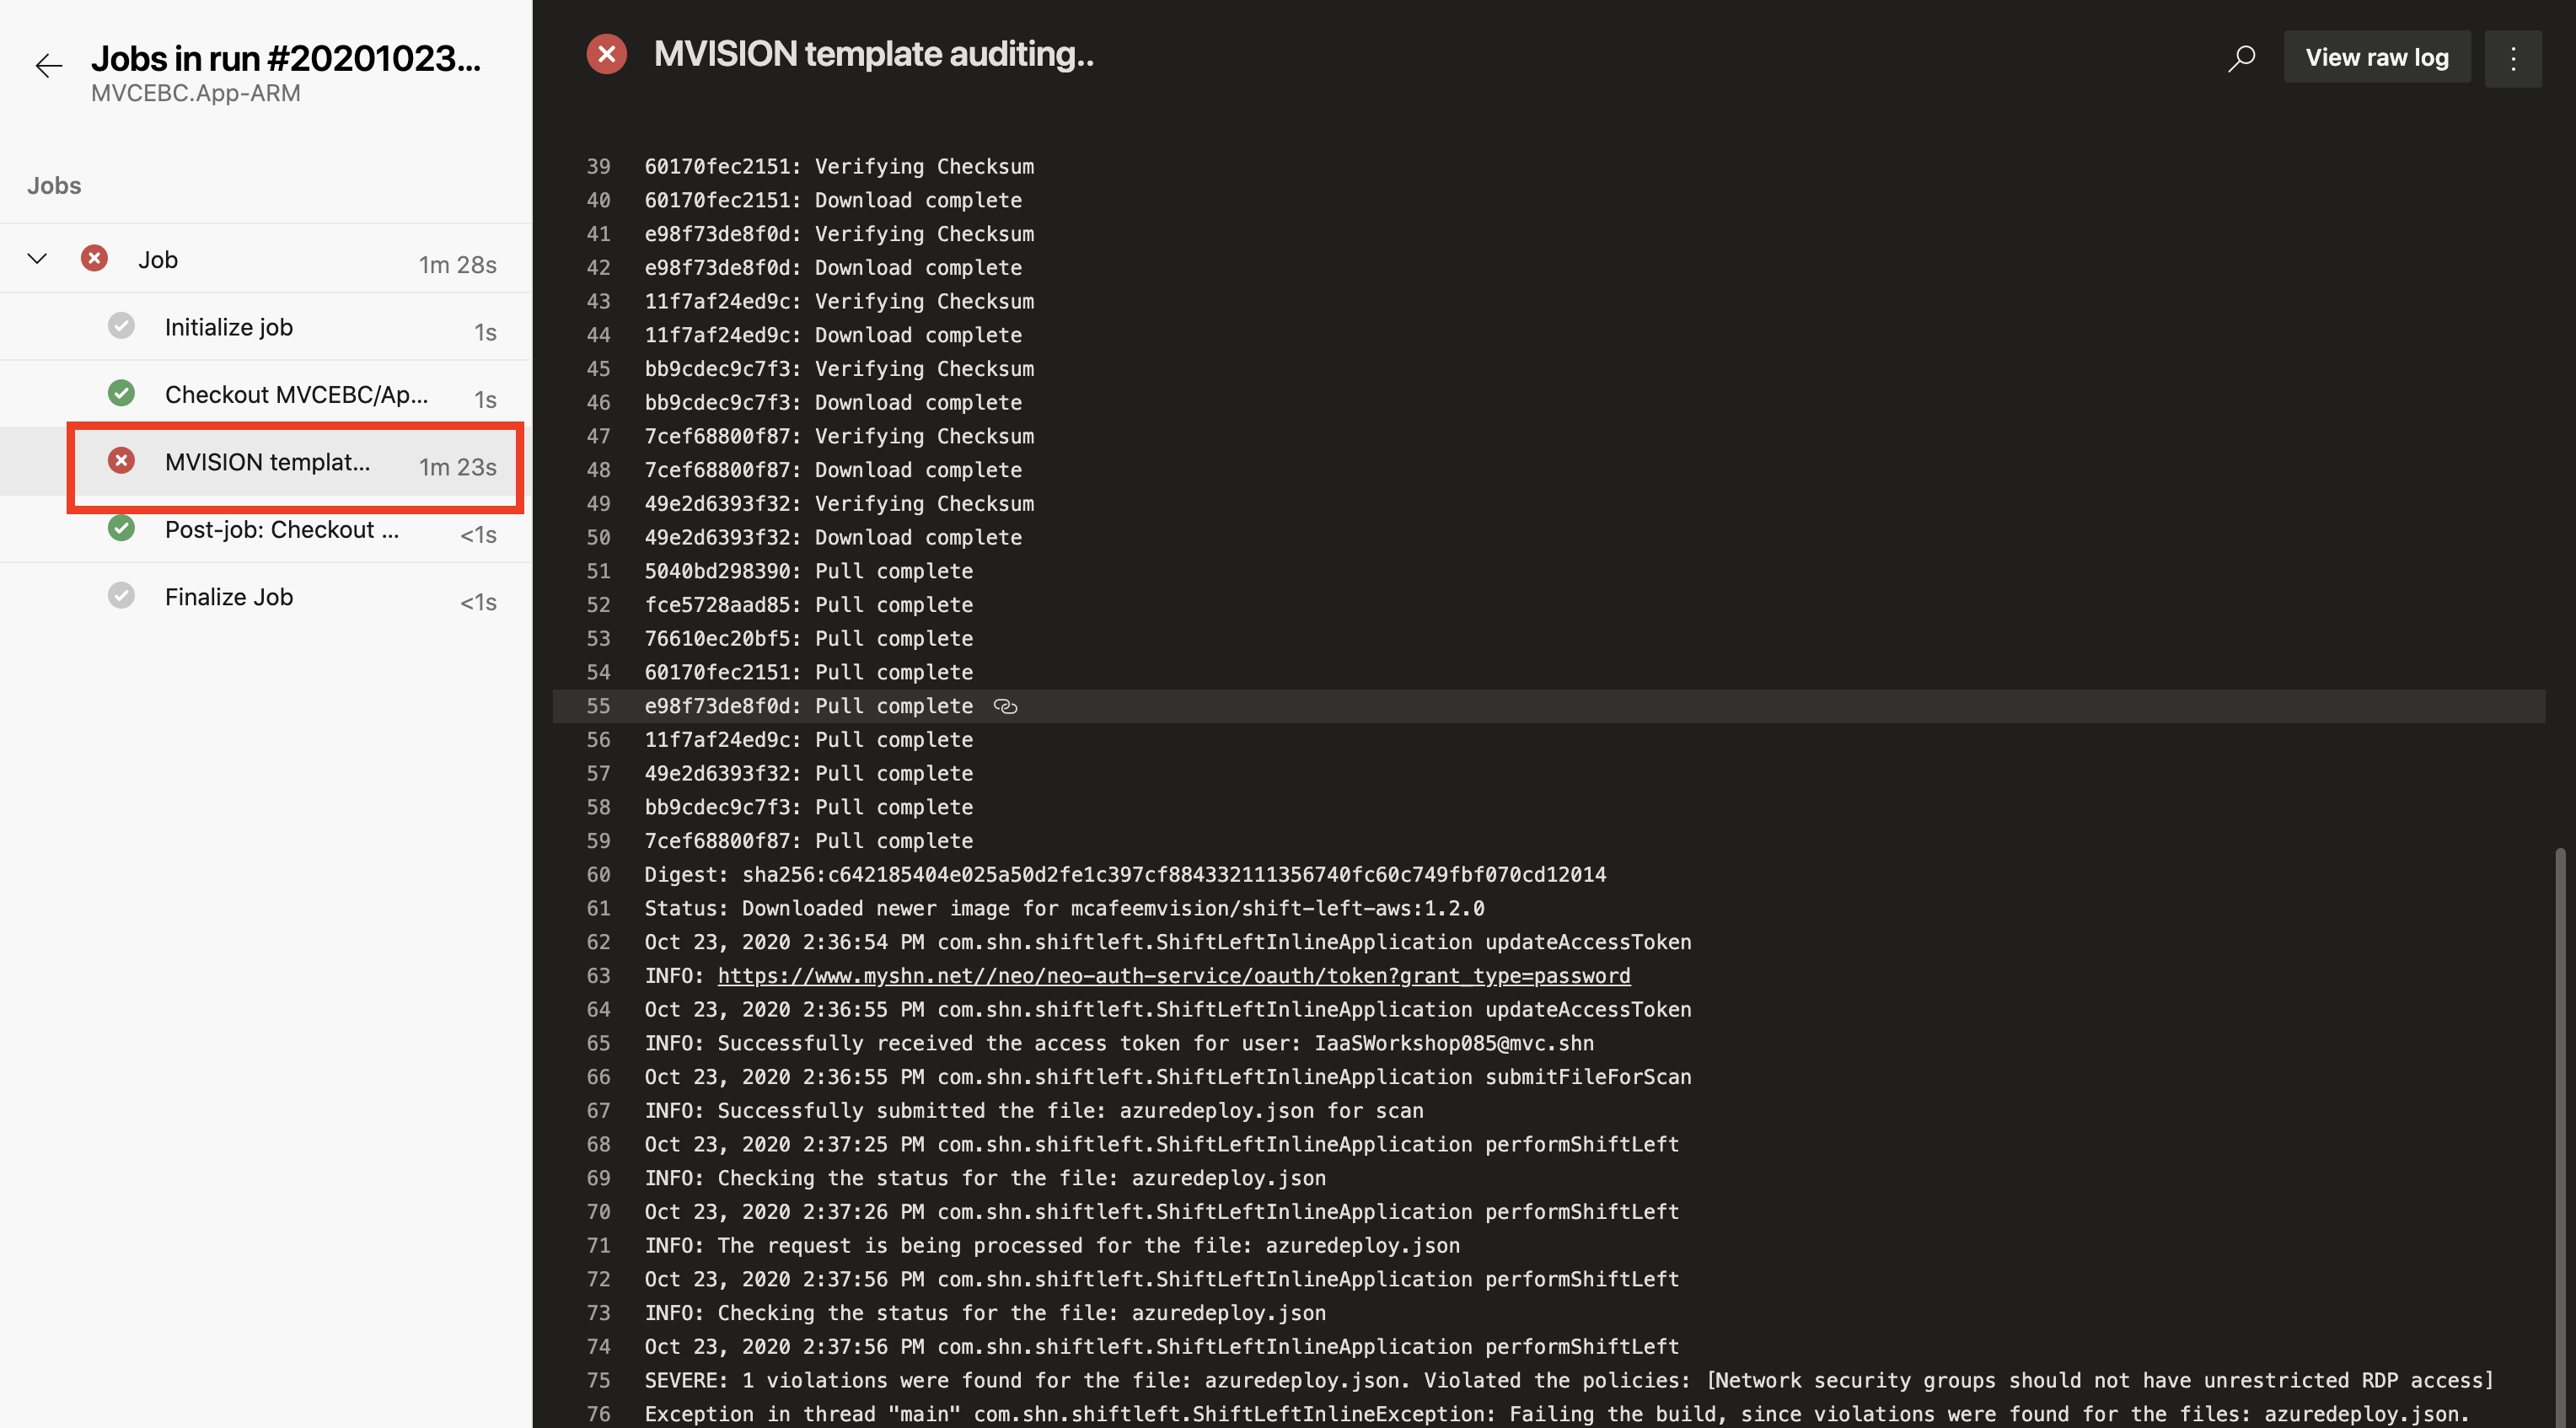 Jobs in run #20201023...
MVCEBC.App-ARM
Jobs
Job 1m 28s
Initialize job 1s
Checkout MVCEBC/Ap... 1s
MVISION templat... 1m 23s
Post-job: Checkout ... <1s
Finalize Job <1s
MVISION template auditing..
View raw log
39 60170fec2151: Verifying Checksum
40 60170fec2151: Download complete
41 e98f73de8f0d: Verifying Checksum
42 e98f73de8f0d: Download complete
43 11f7af24ed9c: Verifying Checksum
44 11f7af24ed9c: Download complete
45 bb9cdec9c7f3: Verifying Checksum
46 bb9cdec9c7f3: Download complete
47 7cef68800f87: Verifying Checksum
48 7cef68800f87: Download complete
49 49e2d6393f32: Verifying Checksum
50 49e2d6393f32: Download complete
51 5040bd298390: Pull complete
52 fce5728aad85: Pull complete
53 76610ec20bf5: Pull complete
54 60170fec2151: Pull complete
55 e98f73de8f0d: Pull complete
56 11f7af24ed9c: Pull complete
57 49e2d6393f32: Pull complete
58 bb9cdec9c7f3: Pull complete
59 7cef68800f87: Pull complete
60 Digest: sha256:c642185404e025a50d2fe1c397cf884332111356740fc60c749fbf070cd12014
61 Status: Downloaded newer image for mcafeemvision/shift-left-aws:1.2.0
62 Oct 23, 2020 2:36:54 PM com.shn.shiftleft.ShiftLeftInlineApplication updateAccessToken
63 INFO: https://www.myshn.net//neo/neo-auth-service/oauth/token?grant_type=password
64 Oct 23, 2020 2:36:55 PM com.shn.shiftleft.ShiftLeftInlineApplication updateAccessToken
65 INFO: Successfully received the access token for user: IaaSWorkshop085@mvc.shn
66 Oct 23, 2020 2:36:55 PM com.shn.shiftleft.ShiftLeftInlineApplication submitFileForScan
67 INFO: Successfully submitted the file: azuredeploy.json for scan
68 Oct 23, 2020 2:37:25 PM com.shn.shiftleft.ShiftLeftInlineApplication performShiftLeft
69 INFO: Checking the status for the file: azuredeploy.json
70 Oct 23, 2020 2:37:26 PM com.shn.shiftleft.ShiftLeftInlineApplication performShiftLeft
71 INFO: The request is being processed for the file: azuredeploy.json
72 Oct 23, 2020 2:37:56 PM com.shn.shiftleft.ShiftLeftInlineApplication performShiftLeft
73 INFO: Checking the status for the file: azuredeploy.json
74 Oct 23, 2020 2:37:56 PM com.shn.shiftleft.ShiftLeftInlineApplication performShiftLeft
75 SEVERE: 1 violations were found for the file: azuredeploy.json. Violated the policies: [Network security groups should not have unrestricted RDP access]
76 Exception in thread "main" com.shn.shiftleft.ShiftLeftInlineException: Failing the build, since violations were found for the files: azuredeploy.json.